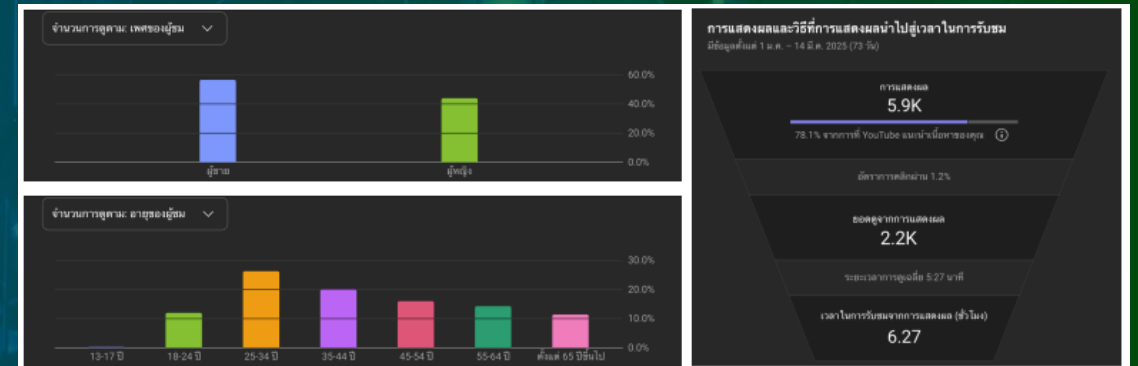 จำนวนการดูตาม: เพศของผู้ชม
60.0%
40.0%
20.0%
0.0%
ผู้ชาย ผู้หญิง
จำนวนการดูตาม: อายุของผู้ชม
30.0%
20.0%
10.0%
0.0%
13-17 ปี 18-24 ปี 25-34 ปี 35-44 ปี 45-54 ปี 55-64 ปี ตั้งแต่ 65 ปีขึ้นไป
การแสดงผลและวิธีที่การแสดงผลนำไปสู่เวลาในการรับชม
มีข้อมูลตั้งแต่ 1 ม.ค. – 14 มี.ค. 2025 (73 วัน)
การแสดงผล
5.9K
78.1% จากการที่ YouTube แนะนำเนื้อหาของคุณ
อัตราการคลิกผ่าน 1.2%
ยอดดูจากการแสดงผล
2.2K
ระยะเวลาการดูเฉลี่ย 5:27 นาที
เวลาในการรับชมจากการแสดงผล (ชั่วโมง)
6.27